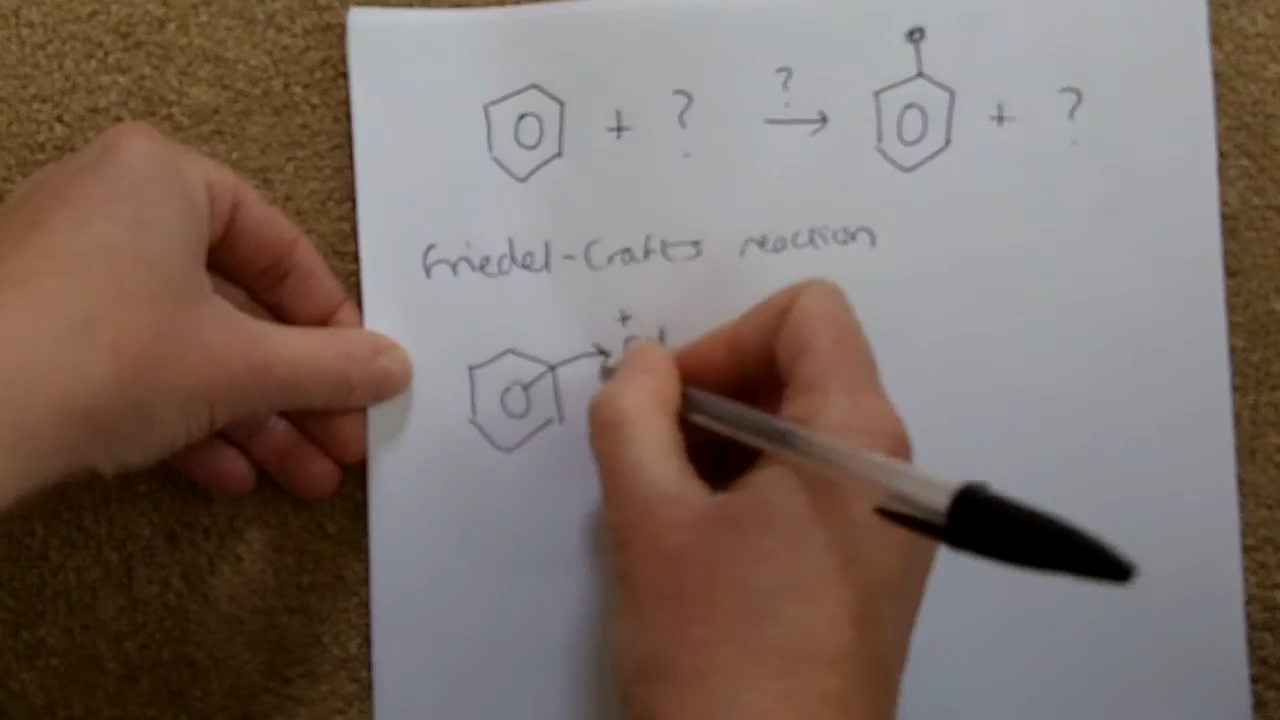 + ? ? → + ?
Friedel-Crafts reaction
+